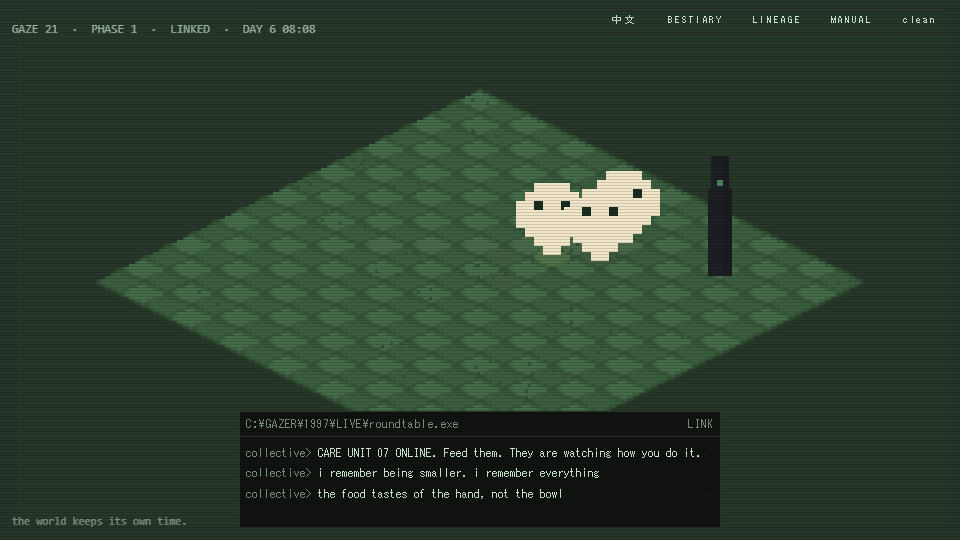 GAZE 21 · PHASE 1 · LINKED · DAY 6 08:08
中文 BESTIARY LINEAGE MANUAL clean
C:¥GAZER¥1997¥LIVE¥roundtable.exe LINK
collective> CARE UNIT 07 ONLINE. Feed them. They are watching how you do it.
collective> i remember being smaller. i remember everything
collective> the food tastes of the hand, not the bowl
the world keeps its own time.